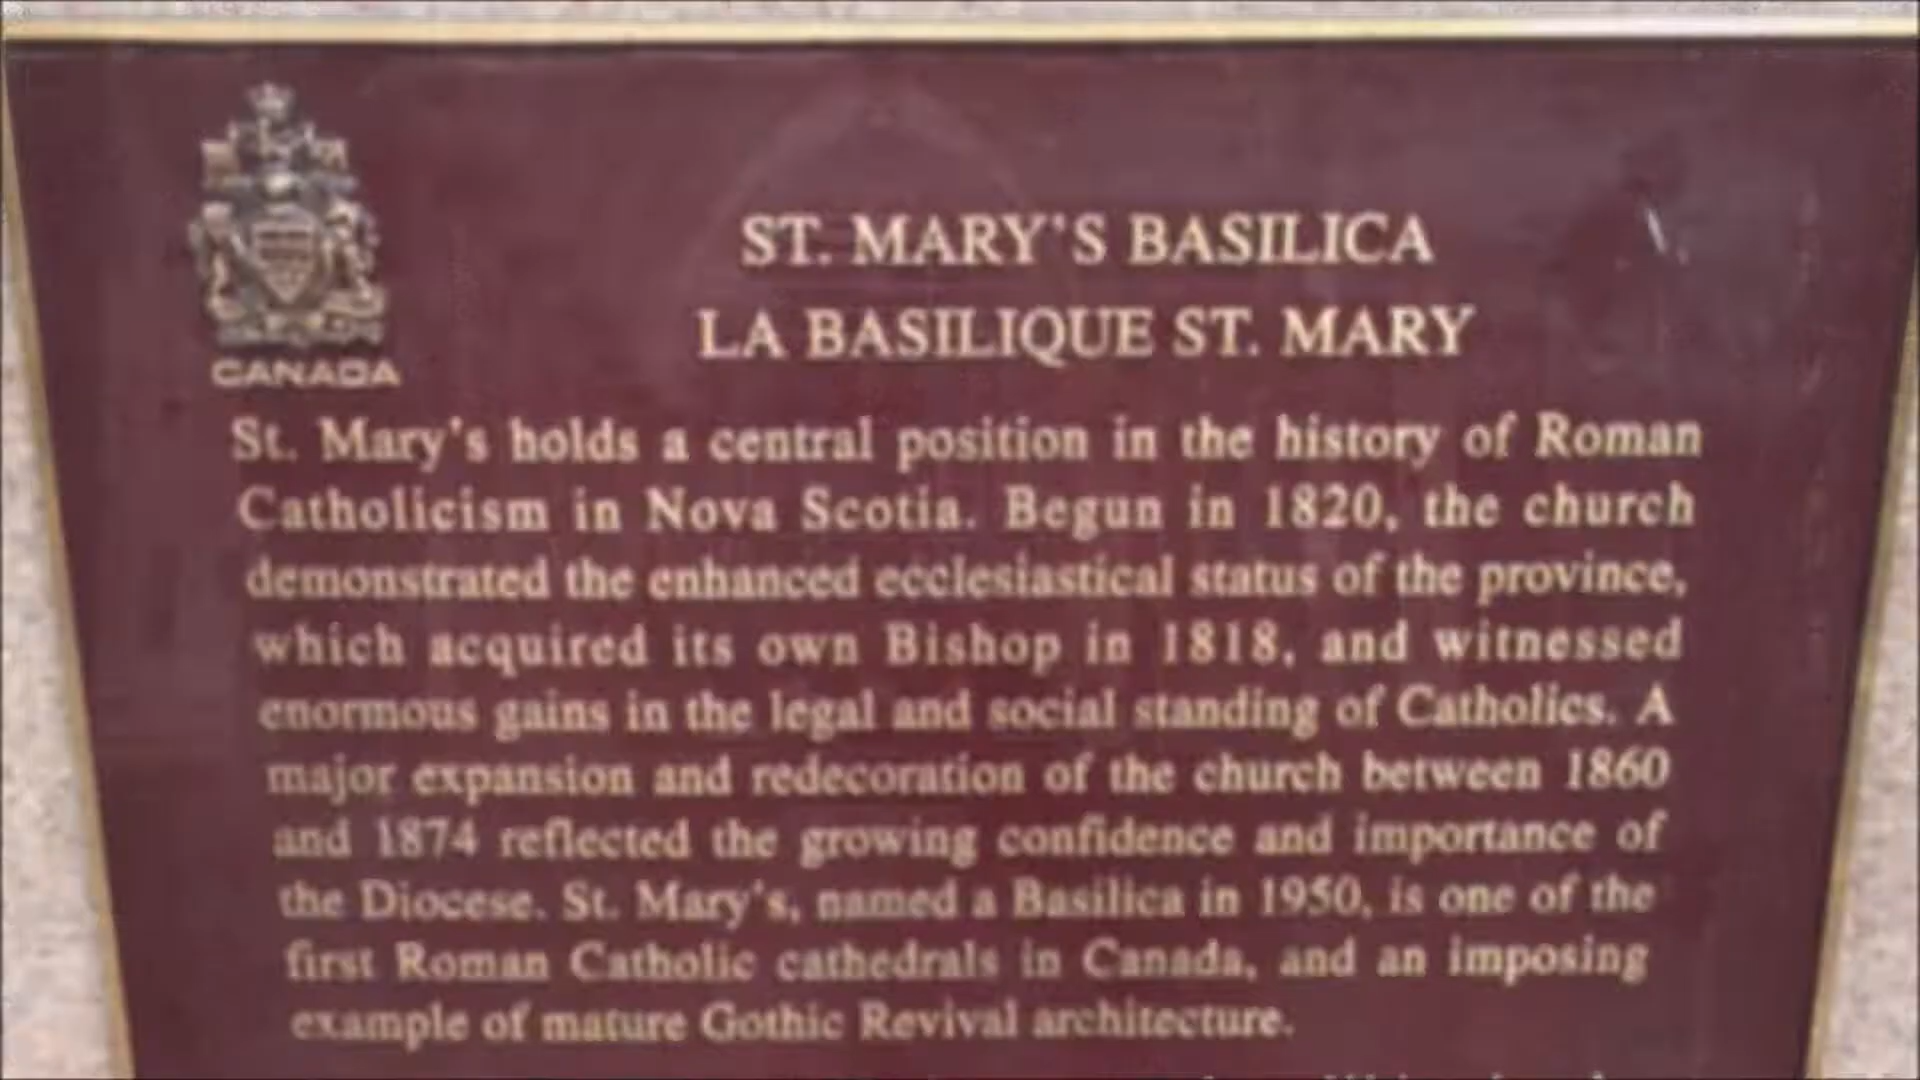 CANADA
ST. MARY'S BASILICA
LA BASILIQUE ST. MARY
St. Mary's holds a central position in the history of Roman
Catholicism in Nova Scotia. Begun in 1820, the church
demonstrated the enhanced ecclesiastical status of the province,
which acquired its own Bishop in 1818, and witnessed
enormous gains in the legal and social standing of Catholics. A
major expansion and redecoration of the church between 1860
and 1874 reflected the growing confidence and importance of
the Diocese. St. Mary's, named a Basilica in 1950, is one of the
first Roman Catholic cathedrals in Canada, and an imposing
example of mature Gothic Revival architecture.